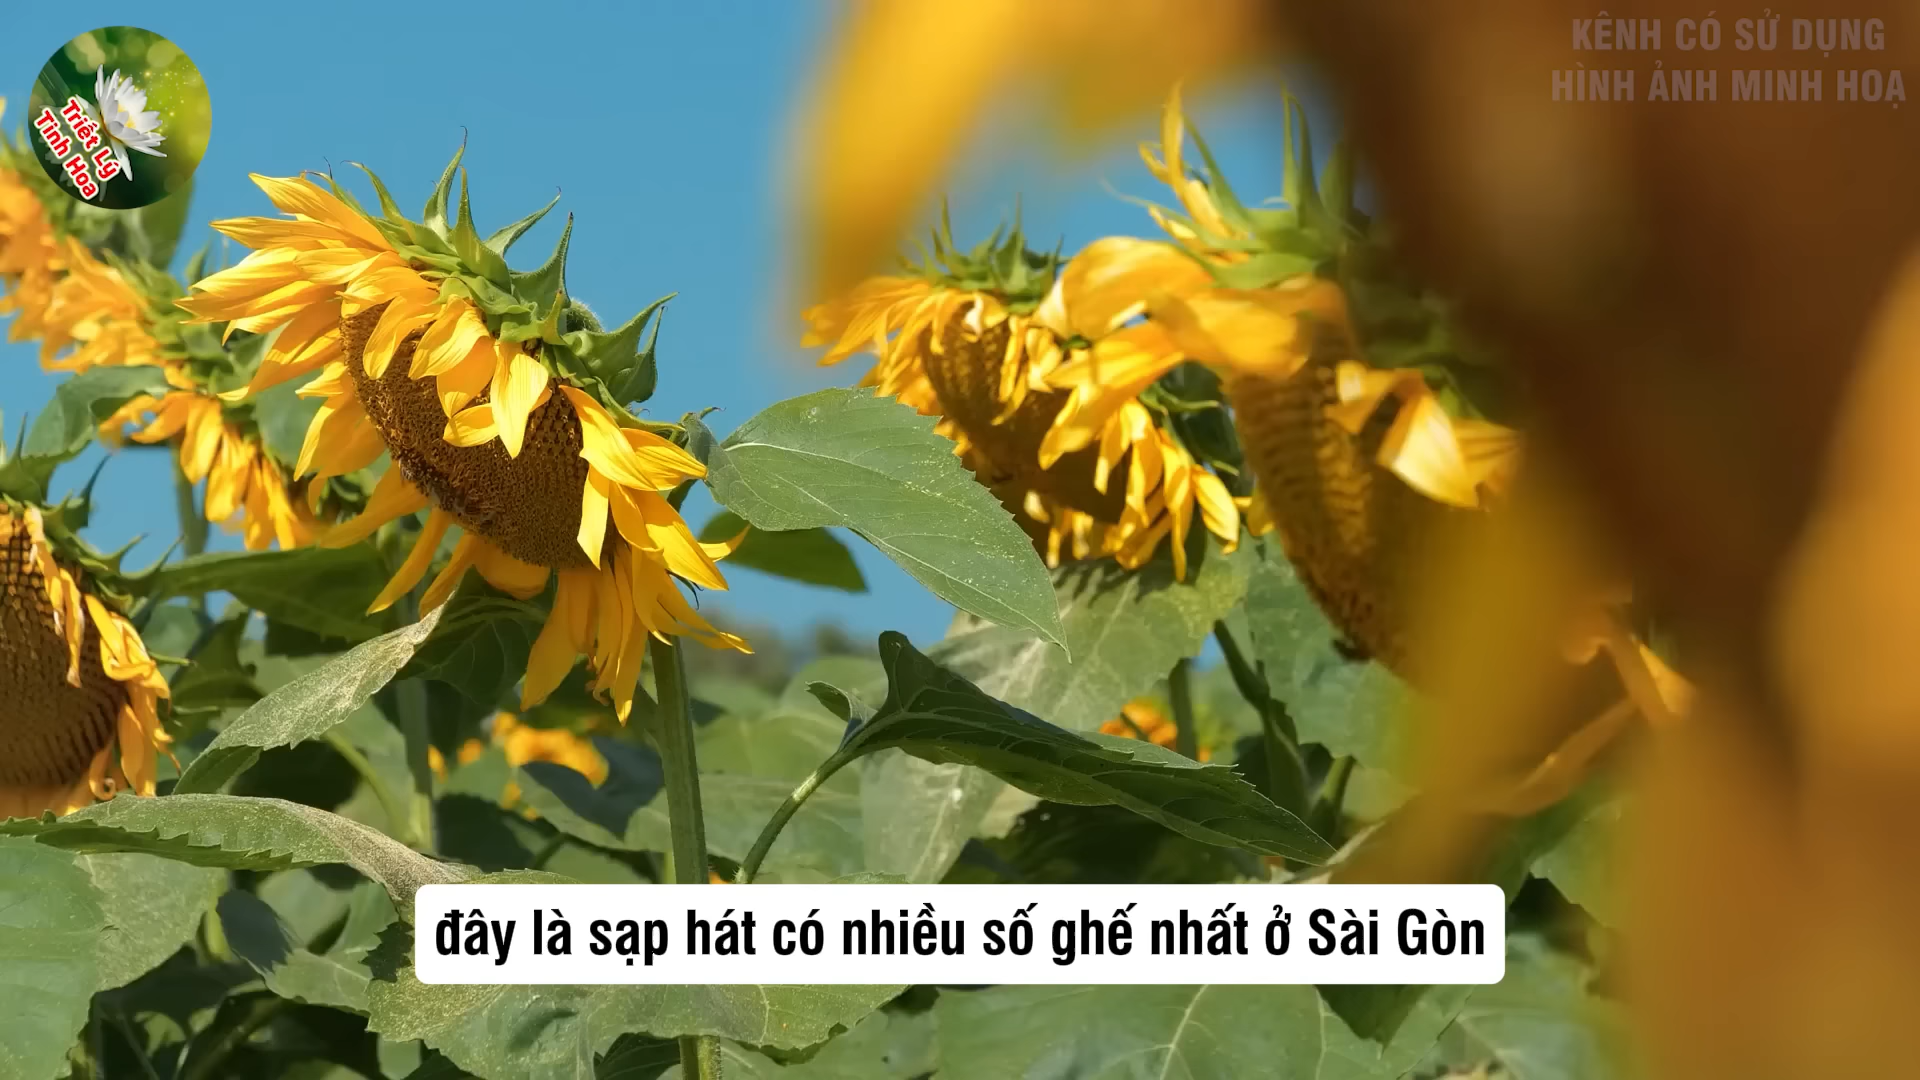 KÊNH CÓ SỬ DỤNG
HÌNH ẢNH MINH HOẠ
Triết Lý
Tinh Hoa
đây là sạp hát có nhiều số ghế nhất ở Sài Gòn